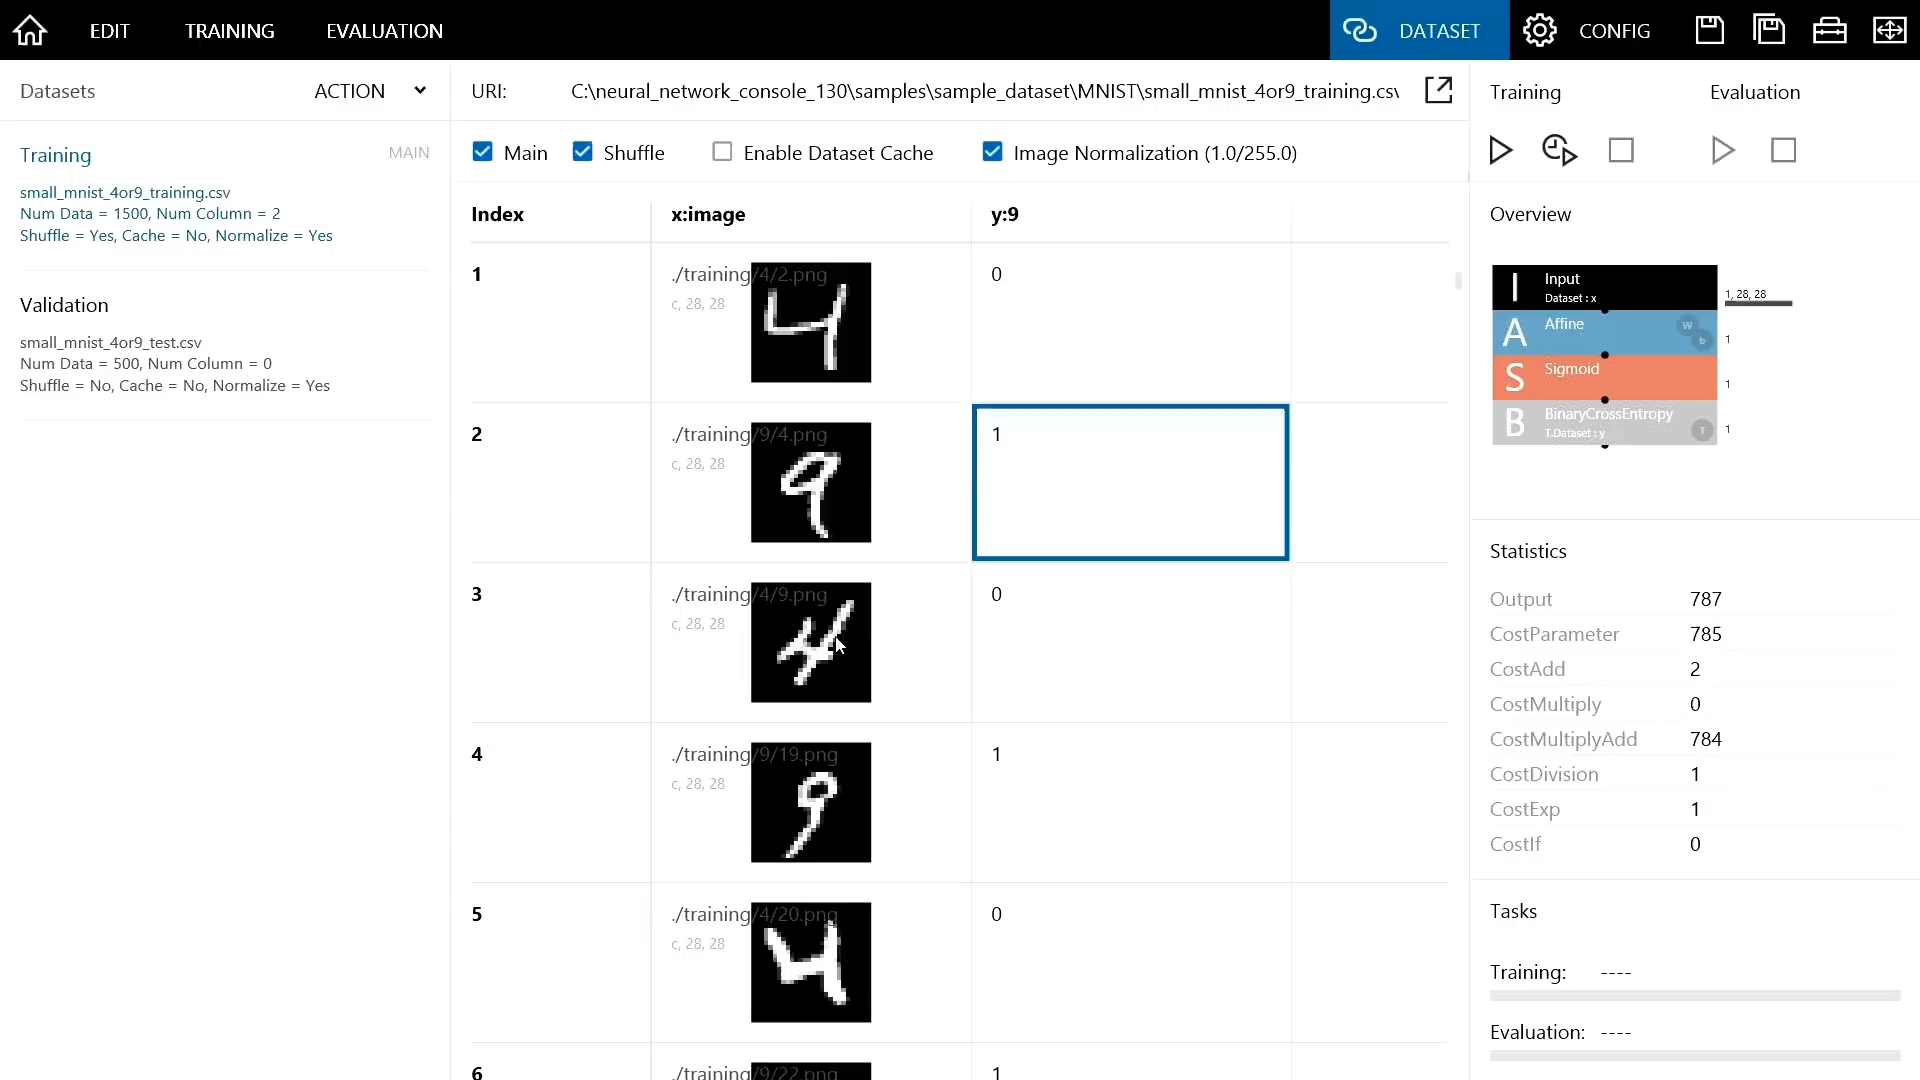 EDIT TRAINING EVALUATION DATASET CONFIG
Datasets ACTION
Training MAIN
small_mnist_4or9_training.csv
Num Data = 1500, Num Column = 2
Shuffle = Yes, Cache = No, Normalize = Yes
Validation
small_mnist_4or9_test.csv
Num Data = 500, Num Column = 0
Shuffle = No, Cache = No, Normalize = Yes
URI: C:\neural_network_console_130\samples\sample_dataset\MNIST\small_mnist_4or9_training.cs
Main Shuffle Enable Dataset Cache Image Normalization (1.0/255.0)
Index x:image y:9
1 ./training/4/2.png 0
c, 28, 28
4
2 ./training/9/4.png 1
c, 28, 28
9
3 ./training/4/9.png 0
c, 28, 28
4
4 ./training/9/19.png 1
c, 28, 28
9
5 ./training/4/20.png 0
c, 28, 28
4
6 ./training/9/22.png 1
Training Evaluation
Overview
I Input
Dataset : x
1, 28, 28
A Affine W b 1
S Sigmoid 1
B BinaryCrossEntropy
T.Dataset : y T 1
Statistics
Output 787
CostParameter 785
CostAdd 2
CostMultiply 0
CostMultiplyAdd 784
CostDivision 1
CostExp 1
CostIf 0
Tasks
Training: ----
Evaluation: ----